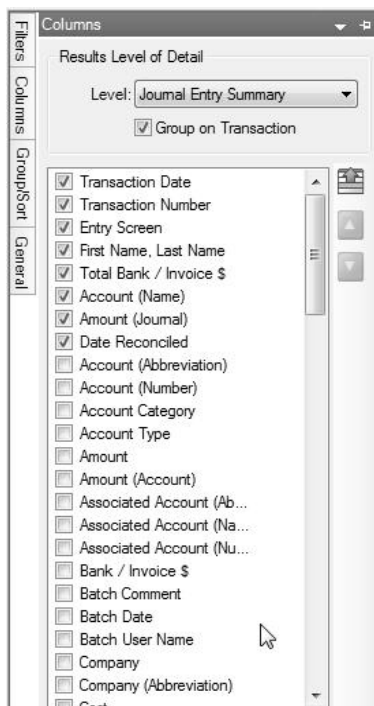 Columns
Filters
Columns
Group/Sort
General
Results Level of Detail
Level: Journal Entry Summary
Group on Transaction
Transaction Date
Transaction Number
Entry Screen
First Name, Last Name
Total Bank / Invoice $
Account (Name)
Amount (Journal)
Date Reconciled
Account (Abbreviation)
Account (Number)
Account Category
Account Type
Amount
Amount (Account)
Associated Account (Ab...
Associated Account (Na...
Associated Account (Nu...
Bank / Invoice $
Batch Comment
Batch Date
Batch User Name
Company
Company (Abbreviation)